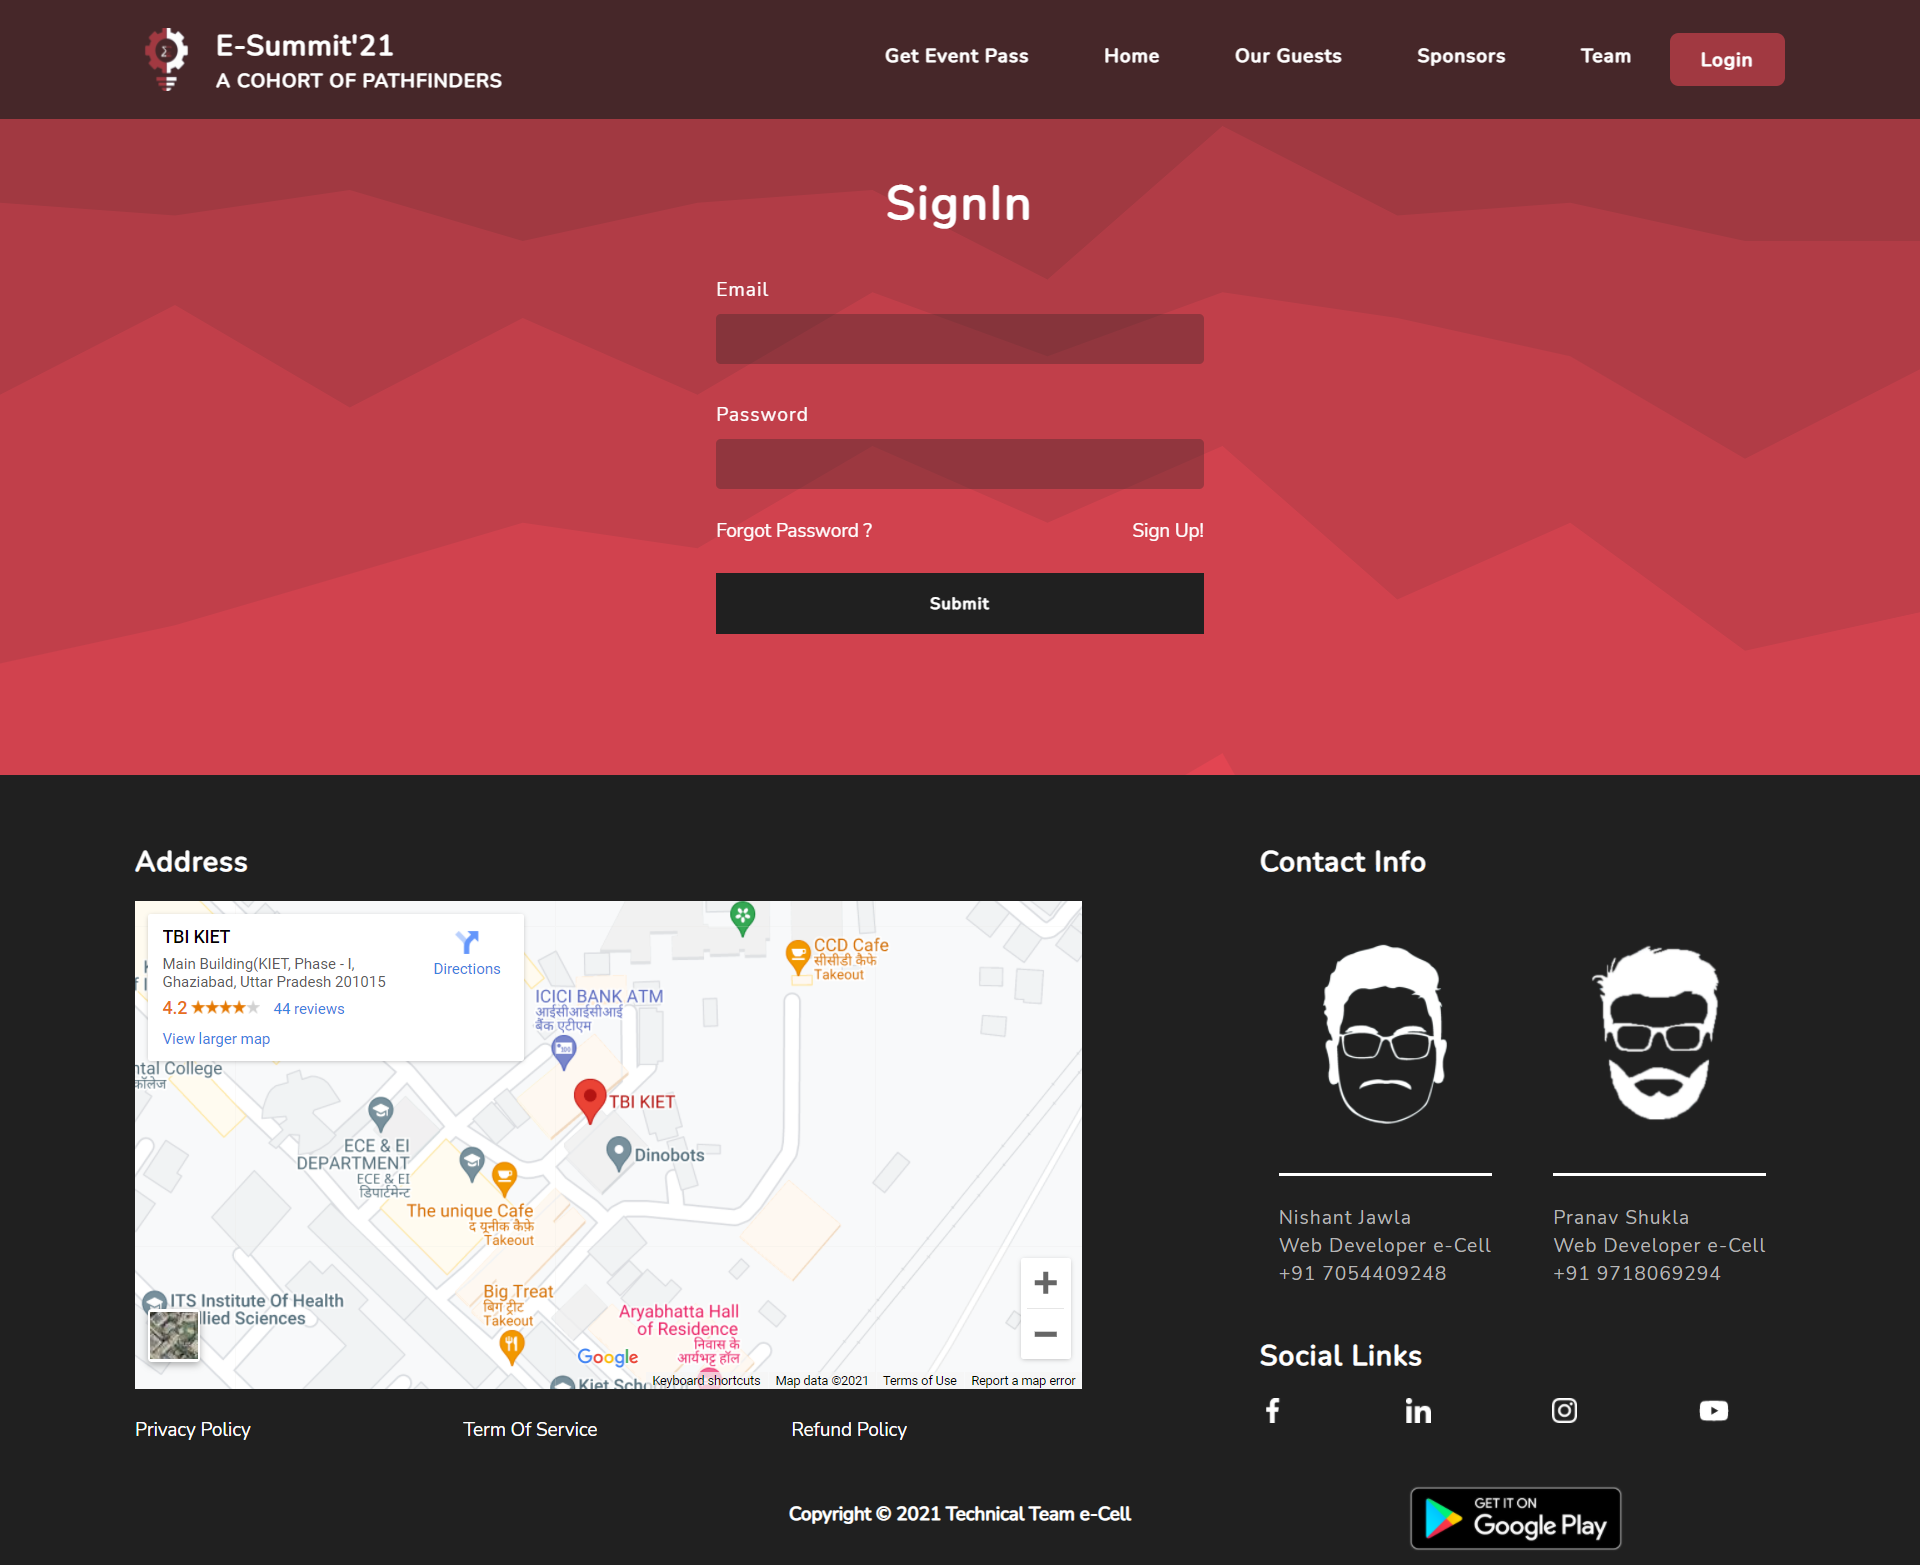 E-Summit'21
A COHORT OF PATHFINDERS
Get Event Pass
Home
Our Guests
Sponsors
Team
Login
SignIn
Email
Password
Forgot Password ?
Sign Up!
Submit
Address
TBI KIET
Main Building(KIET, Phase - I,
Ghaziabad, Uttar Pradesh 201015
4.2
44 reviews
View larger map
Directions
CCD Cafe
सीसीडी कैफे
Takeout
ICICI BANK ATM
आईसीआईसीआई
बैंक एटीएम
ntal College
कॉलेज
TBI KIET
ECE & EI
DEPARTMENT
ECE & EI
डिपार्टमेन्ट
Dinobots
The unique Cafe
द यूनीक कैफ़े
Takeout
Big Treat
बिग ट्रीट
Takeout
ITS Institute Of Health
llied Sciences
Aryabhatta Hall
of Residence
निवास के
आर्यभट्ट हॉल
Google
Kiet Scho
Keyboard shortcuts
Map data ©2021
Terms of Use
Report a map error
Privacy Policy
Term Of Service
Refund Policy
Contact Info
Nishant Jawla
Web Developer e-Cell
+91 7054409248
Pranav Shukla
Web Developer e-Cell
+91 9718069294
Social Links
Copyright © 2021 Technical Team e-Cell
GET IT ON
Google Play